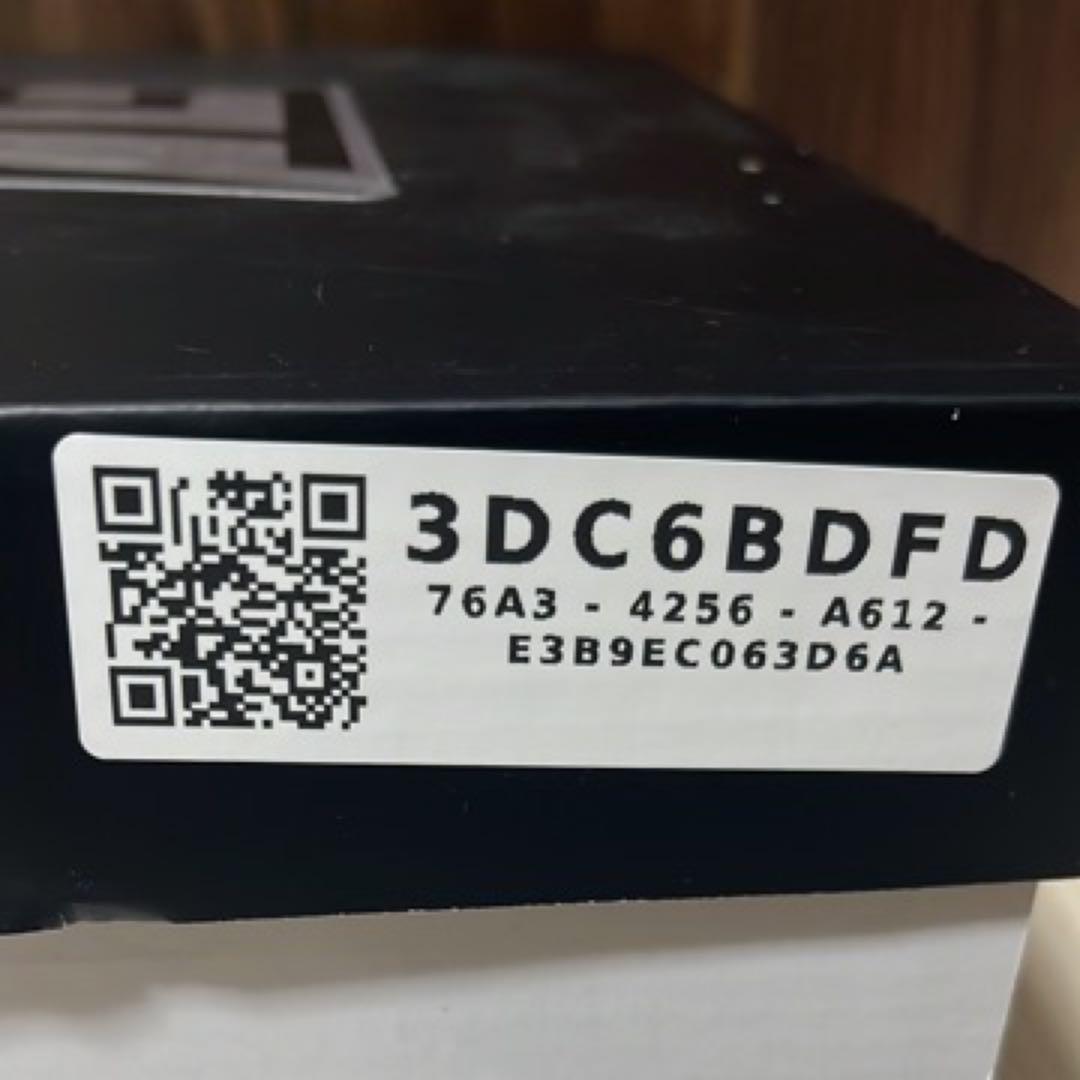 3DC6BDFD
76A3 - 4256 - A612 -
E3B9EC063D6A